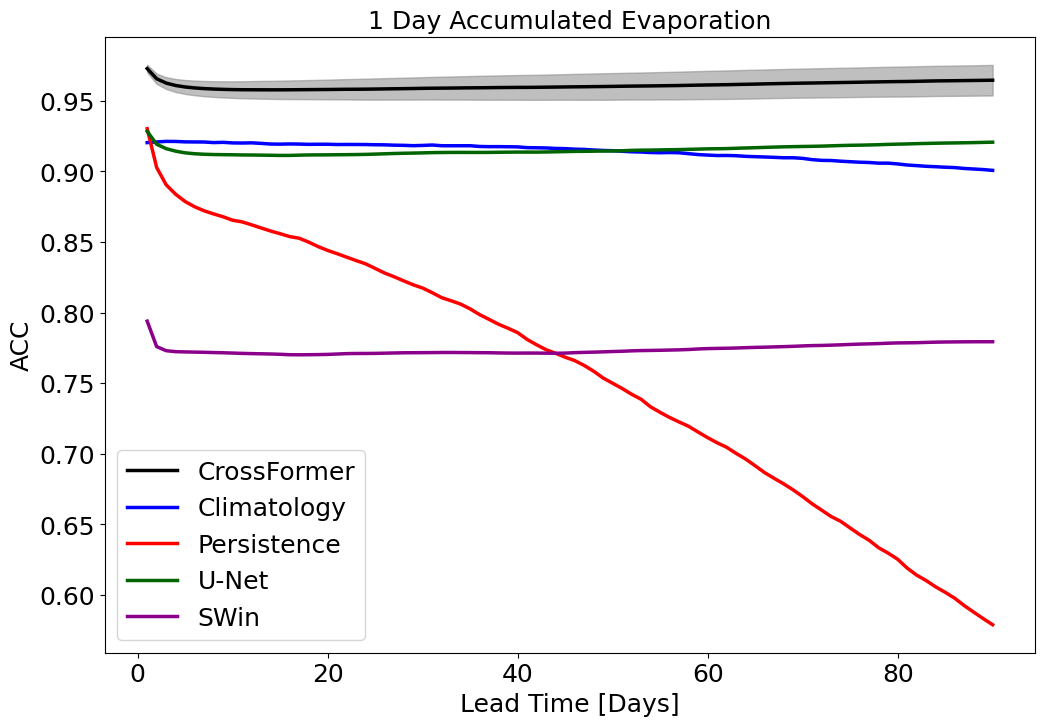 1 Day Accumulated Evaporation
ACC
0.95
0.90
0.85
0.80
0.75
0.70
0.65
0.60
CrossFormer
Climatology
Persistence
U-Net
SWin
0 20 40 60 80
Lead Time [Days]